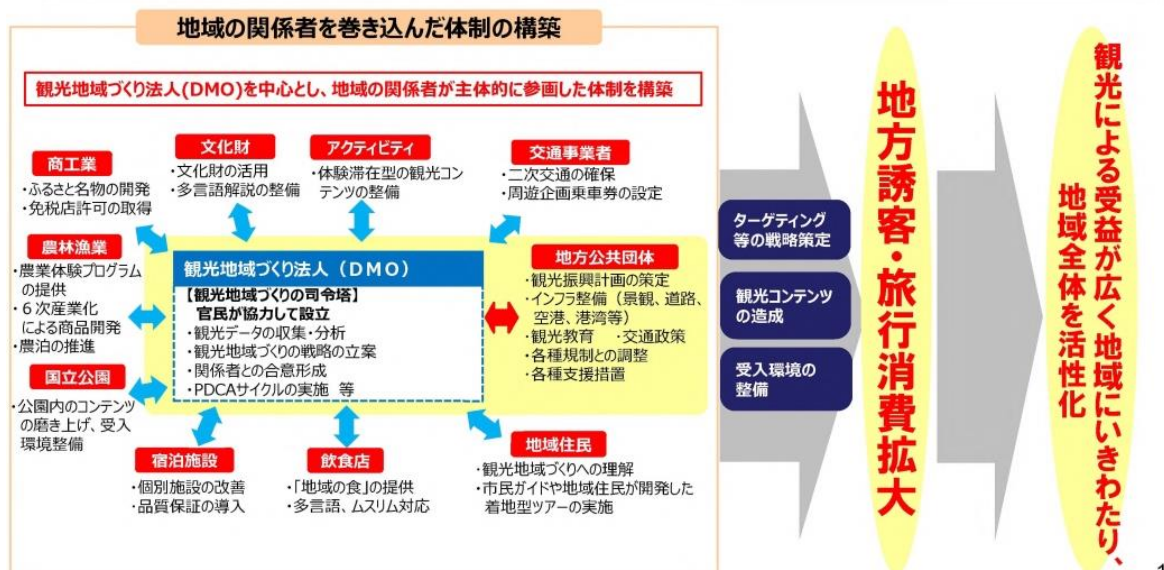 地域の関係者を巻き込んだ体制の構築
観光地域づくり法人(DMO)を中心とし、地域の関係者が主体的に参画した体制を構築
商工業
・ふるさと名物の開発
・免税店許可の取得
文化財
・文化財の活用
・多言語解説の整備
アクティビティ
・体験滞在型の観光コン
テンツの整備
交通事業者
・二次交通の確保
・周遊企画乗車券の設定
農林漁業
・農業体験プログラム
の提供
・6次産業化
による商品開発
・農泊の推進
観光地域づくり法人（DMO）
【観光地域づくりの司令塔】
官民が協力して設立
・観光データの収集・分析
・観光地域づくりの戦略の立案
・関係者との合意形成
・PDCAサイクルの実施 等
地方公共団体
・観光振興計画の策定
・インフラ整備（景観、道路、
空港、港湾等）
・観光教育 ・交通政策
・各種規制との調整
・各種支援措置
国立公園
・公園内のコンテンツ
の磨き上げ、受入
環境整備
宿泊施設
・個別施設の改善
・品質保証の導入
飲食店
・「地域の食」の提供
・多言語、ムスリム対応
地域住民
・観光地域づくりへの理解
・市民ガイドや地域住民が開発した
着地型ツアーの実施
ターゲティング
等の戦略策定
観光コンテンツ
の造成
受入環境の
整備
地方誘客・旅行消費拡大
観光による受益が広く地域にいきわたり、
地域全体を活性化
1